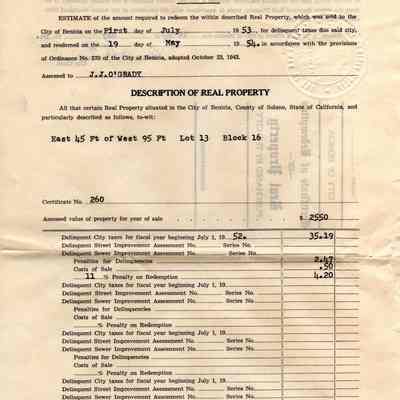 ESTIMATE of the amount required to redeem the within described Real Property, which was sold to the
City of Benicia on the First day of July 1953. for delinquent taxes due said city,
and redeemed on the 19 day of May 1954. in accordance with the provisions
of Ordinance No. 570 of the City of Benicia, adopted October 23, 1943.
Assessed to J.J.O'GRADY
DESCRIPTION OF REAL PROPERTY
All that certain Real Property situated in the City of Benicia, County of Solano, State of California, and
particularly described as follows, to-wit:
East 45 Ft of West 95 Ft Lot 13 Block 16
Certificate No. 260
Assessed value of property for year of sale $ 2550
Delinquent City taxes for fiscal year beginning July 1, 19 52. 35.19
Delinquent Street Improvement Assessment No. Series No.
Delinquent Sewer Improvement Assessment No. Series No.
Penalties for Delinquencies 2.47
Costs of Sale .50
11 % Penalty on Redemption 4.20
Delinquent City taxes for fiscal year beginning July 1, 19
Delinquent Street Improvement Assessment No. Series No.
Delinquent Sewer Improvement Assessment No. Series No.
Penalties for Delinquencies
Costs of Sale
% Penalty on Redemption
Delinquent City taxes for fiscal year beginning July 1, 19
Delinquent Street Improvement Assessment No. Series No.
Delinquent Sewer Improvement Assessment No. Series No.
Penalties for Delinquencies
Costs of Sale
% Penalty on Redemption
Delinquent City taxes for fiscal year beginning July 1, 19
Delinquent Street Improvement Assessment No. Series No.
Delinquent Sewer Improvement Assessment No. Series No.